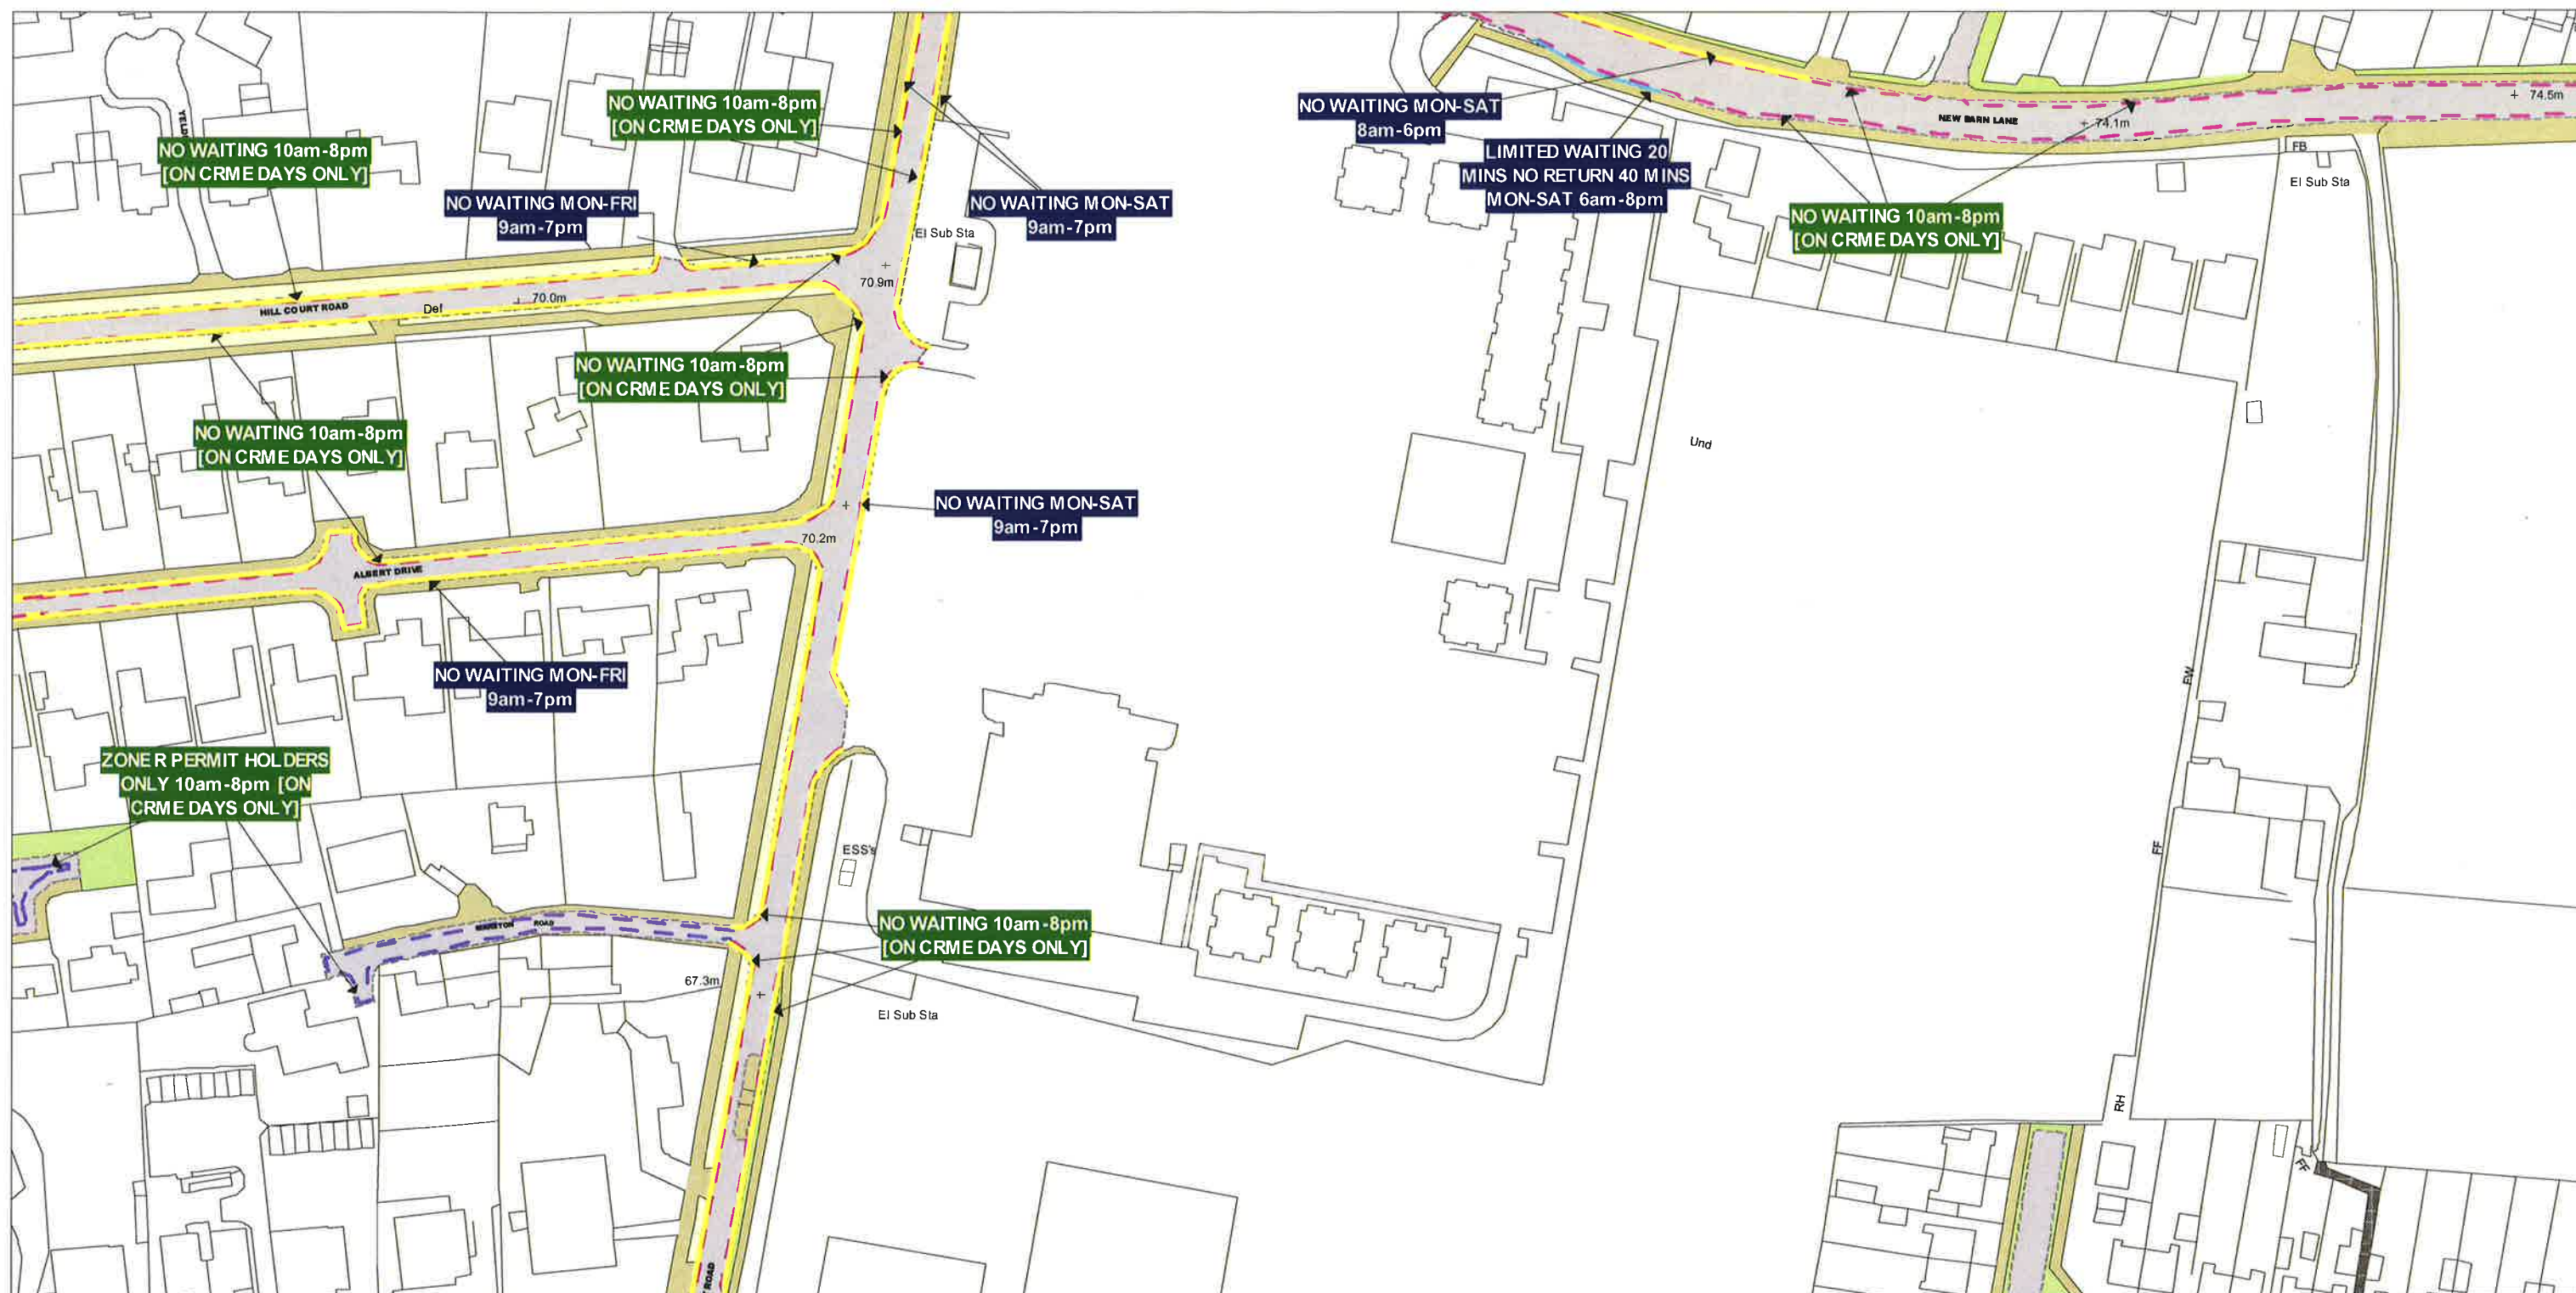 NO WAITING 10am-8pm
[ON CRME DAYS ONLY]
NO WAITING 10am-8pm
[ON CRME DAYS ONLY]
NO WAITING MON-FRI
9am-7pm
NO WAITING MON-SAT
9am-7pm
El Sub Sta
70.9m
HILL COURT ROAD
Def
70.0m
NO WAITING 10am-8pm
[ON CRME DAYS ONLY]
NO WAITING 10am-8pm
[ON CRME DAYS ONLY]
NO WAITING MON-SAT
9am-7pm
70.2m
ALBERT DRIVE
NO WAITING MON-FRI
9am-7pm
ZONE R PERMIT HOLDERS
ONLY 10am-8pm [ON
CRME DAYS ONLY]
ESS's
MARSTON ROAD
NO WAITING 10am-8pm
[ON CRME DAYS ONLY]
67.3m
El Sub Sta
ROAD
NO WAITING MON-SAT
8am-6pm
LIMITED WAITING 20
MINS NO RETURN 40 MINS
MON-SAT 6am-8pm
NEW BARN LANE
74.1m
74.5m
FB
El Sub Sta
NO WAITING 10am-8pm
[ON CRME DAYS ONLY]
Und
FW
FF
RH
FF